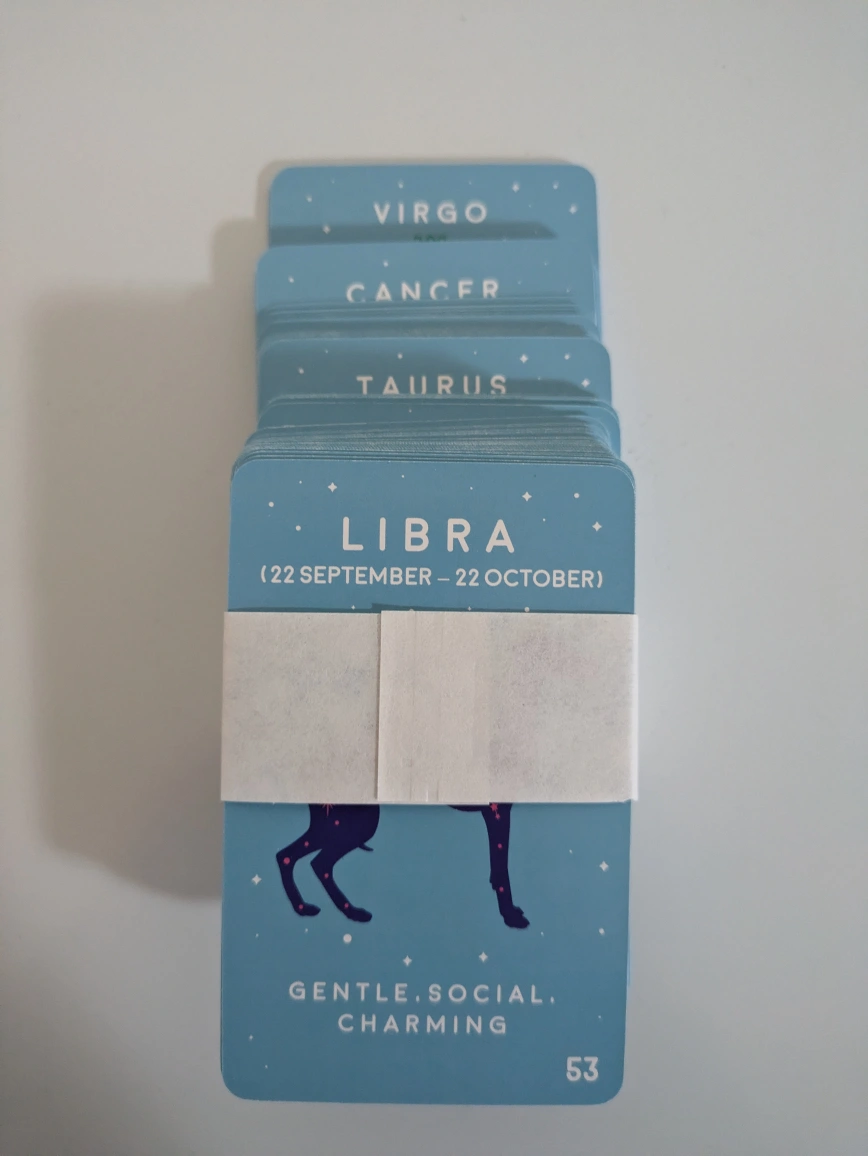 VIRGO
CANCER
TAURUS
LIBRA
(22 SEPTEMBER – 22 OCTOBER)
GENTLE. SOCIAL.
CHARMING
53